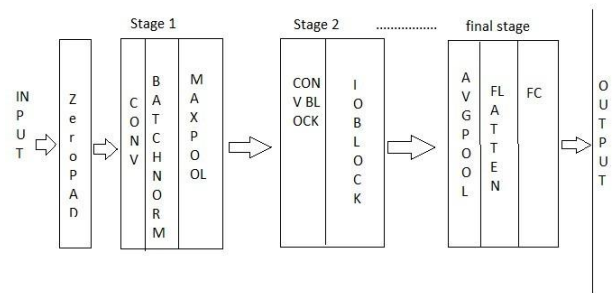 Stage 1
Stage 2
..................
final stage
INPUT
ZeroPAD
CONV
BATCHNORM
MAXPOOL
CONV BLOCK
IOBLOCK
AVGPOOL
FLATTEN
FC
OUTPUT